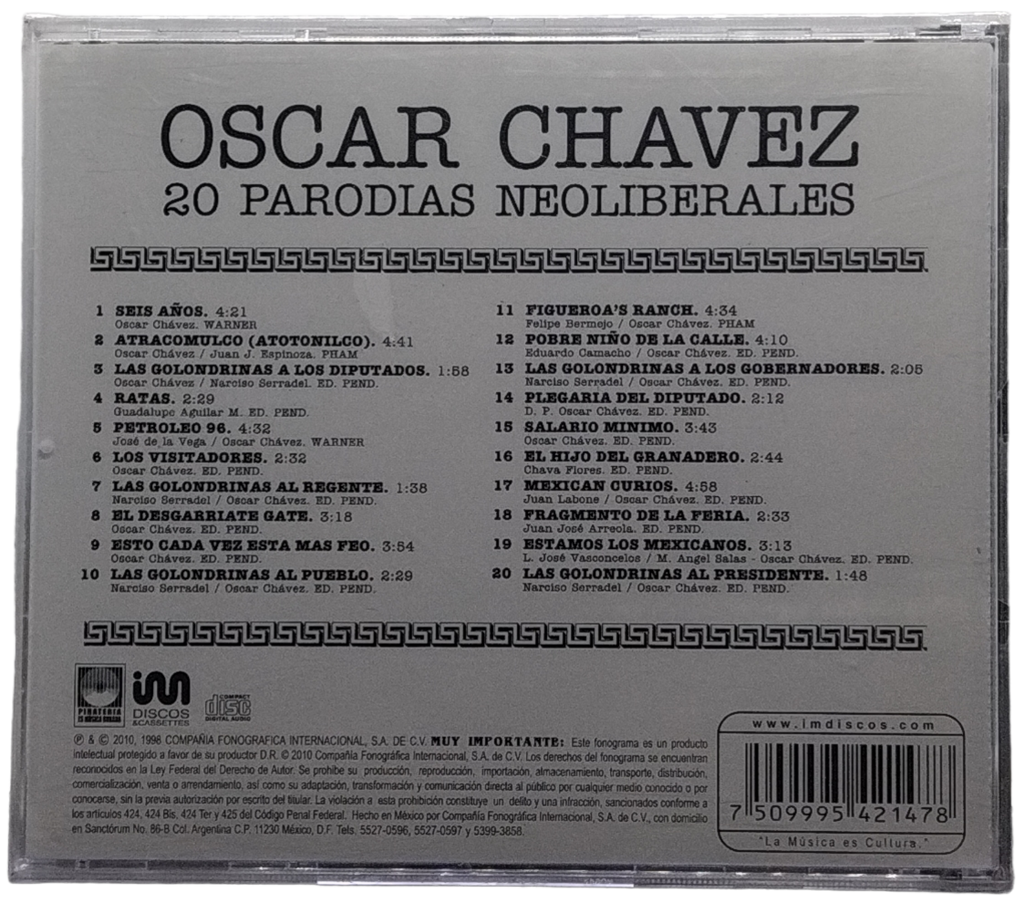 OSCAR CHAVEZ
20 PARODIAS NEOLIBERALES
1 SEIS AÑOS. 4:21
Oscar Chávez. WARNER
2 ATRACOMULCO (ATOTONILCO). 4:41
Oscar Chávez / Juan J. Espinoza. PHAM
3 LAS GOLONDRINAS A LOS DIPUTADOS. 1:58
Oscar Chávez / Narciso Serradel. ED. PEND.
4 RATAS. 2:29
Guadalupe Aguilar M. ED. PEND.
5 PETROLEO 96. 4:32
José de la Vega / Oscar Chávez. WARNER
6 LOS VISITADORES. 2:32
Oscar Chávez. ED. PEND.
7 LAS GOLONDRINAS AL REGENTE. 1:38
Narciso Serradel / Oscar Chávez. ED. PEND.
8 EL DESGARRIATE GATE. 3:18
Oscar Chávez. ED. PEND.
9 ESTO CADA VEZ ESTA MAS FEO. 3:54
Oscar Chávez. ED. PEND.
10 LAS GOLONDRINAS AL PUEBLO. 2:29
Narciso Serradel / Oscar Chávez. ED. PEND.
11 FIGUEROA'S RANCH. 4:34
Felipe Bermejo / Oscar Chávez. PHAM
12 POBRE NIÑO DE LA CALLE. 4:10
Eduardo Camacho / Oscar Chávez. ED. PEND.
13 LAS GOLONDRINAS A LOS GOBERNADORES. 2:05
Narciso Serradel / Oscar Chávez. ED. PEND.
14 PLEGARIA DEL DIPUTADO. 2:12
D. P. Oscar Chávez. ED. PEND.
15 SALARIO MINIMO. 3:43
Oscar Chávez. ED. PEND.
16 EL HIJO DEL GRANADERO. 2:44
Chava Flores. ED. PEND.
17 MEXICAN CURIOS. 4:58
Juan Labone / Oscar Chávez. ED. PEND.
18 FRAGMENTO DE LA FERIA. 2:33
Juan José Arreola. ED. PEND.
19 ESTAMOS LOS MEXICANOS. 3:13
L. José Vasconcelos / M. Angel Salas - Oscar Chávez. ED. PEND.
20 LAS GOLONDRINAS AL PRESIDENTE. 1:48
Narciso Serradel / Oscar Chávez. ED. PEND.
PIRATERIA
im
DISCOS
& CASSETTES
COMPACT
disc
DIGITAL AUDIO
℗ & © 2010, 1996 COMPAÑIA FONOGRAFICA INTERNACIONAL, S.A. DE C.V. MUY IMPORTANTE: Este fonograma es un producto
intelectual protegido a favor de su productor D.R. © 2010 Compañía Fonográfica Internacional, S.A. de C.V. Los derechos del fonograma se encuentran
reconocidos en la Ley Federal del Derecho de Autor. Se prohibe su producción, reproducción, importación, almacenamiento, transporte, distribución,
comercialización, venta o arrendamiento, así como su adaptación, transformación y comunicación directa al público por cualquier medio conocido o por
conocerse, sin la previa autorización por escrito del titular. La violación a esta prohibición constituye un delito y una infracción, sancionados conforme a
los artículos 424, 424 Bis, 424 Ter y 425 del Código Penal Federal. Hecho en México por Compañía Fonográfica Internacional, S.A. de C.V., con domicilio
en Sanctórum No. 86-B Col. Argentina C.P. 11230 México, D.F. Tels. 5527-0596, 5527-0597 y 5399-3858.
www.imdiscos.com
7 509995 421478
"La Música es Cultura."